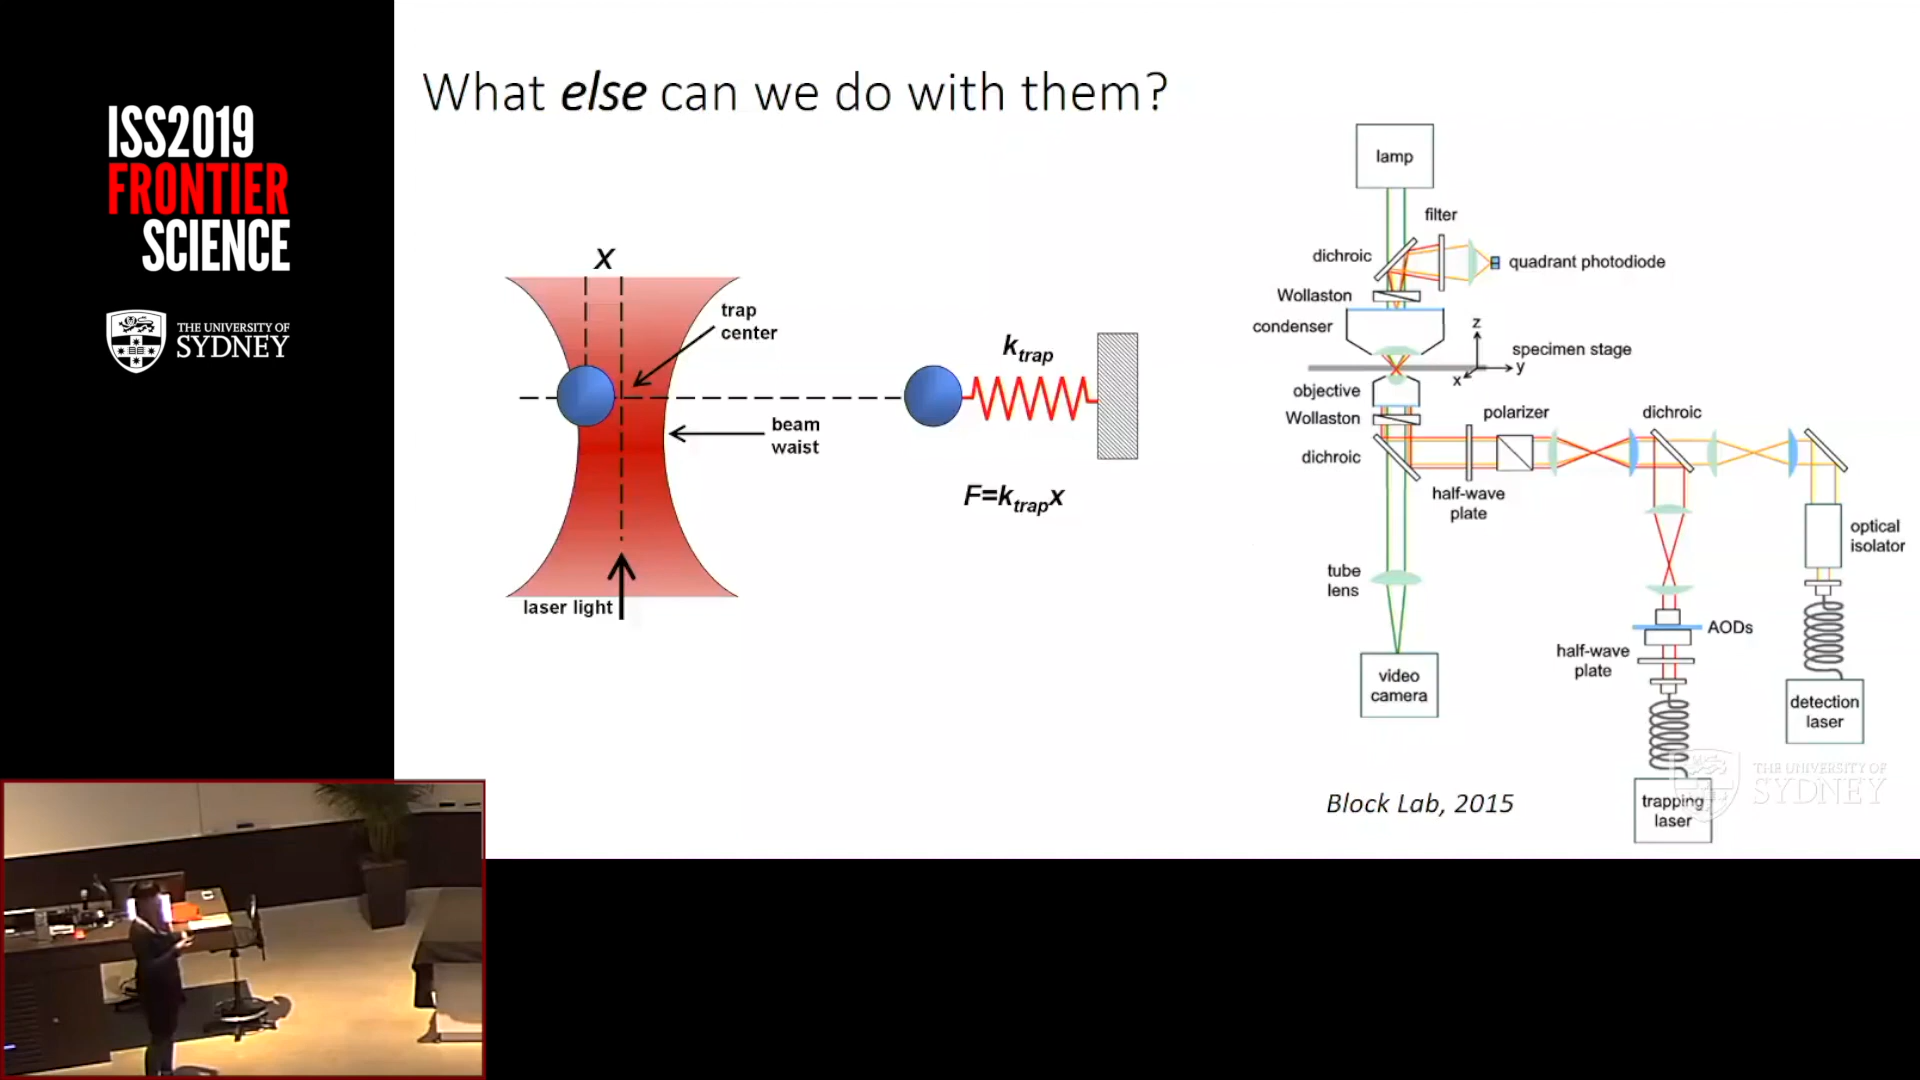 ISS2019
FRONTIER
SCIENCE
THE UNIVERSITY OF
SYDNEY
What else can we do with them?
x
trap
center
beam
waist
laser light
ktrap
F=ktrapx
lamp
filter
dichroic
quadrant photodiode
Wollaston
condenser
z
specimen stage
y
x
objective
Wollaston
polarizer
dichroic
dichroic
half-wave
plate
optical
isolator
tube
lens
AODs
half-wave
plate
video
camera
detection
laser
trapping
laser
Block Lab, 2015
THE UNIVERSITY OF
SYDNEY